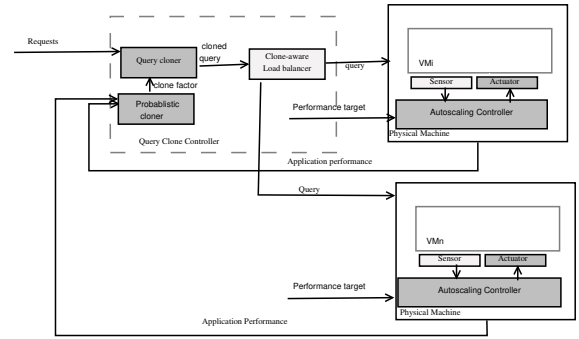 Requests
Query cloner
cloned
query
Clone-aware
Load balancer
query
clone factor
Probablistic
cloner
Query Clone Controller
VMi
Sensor
Actuator
Performance target
Autoscaling Controller
Physical Machine
Application performance
Query
VMn
Sensor
Actuator
Performance target
Autoscaling Controller
Physical Machine
Application Performance